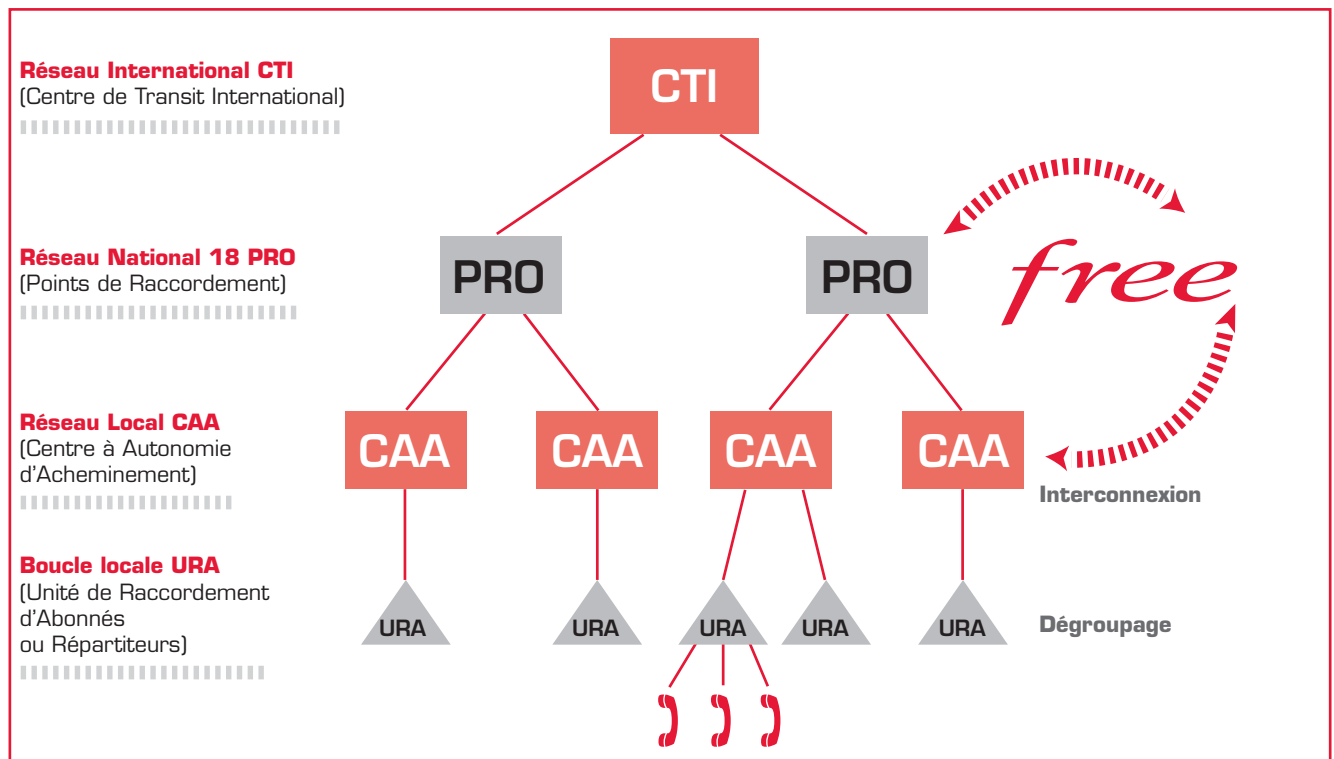 Réseau International CTI
(Centre de Transit International)
CTI
Réseau National 18 PRO
(Points de Raccordement)
PRO
PRO
free
Réseau Local CAA
(Centre à Autonomie
d'Acheminement)
CAA
CAA
CAA
CAA
Interconnexion
Boucle locale URA
(Unité de Raccordement
d'Abonnés
ou Répartiteurs)
URA
URA
URA
URA
URA
Dégroupage